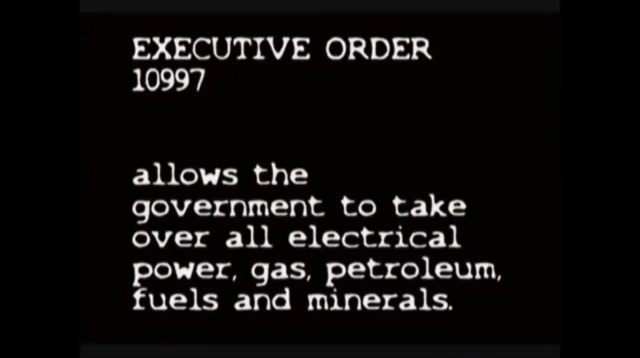 EXECUTIVE ORDER
10997
allows the
government to take
over all electrical
power, gas, petroleum,
fuels and minerals.